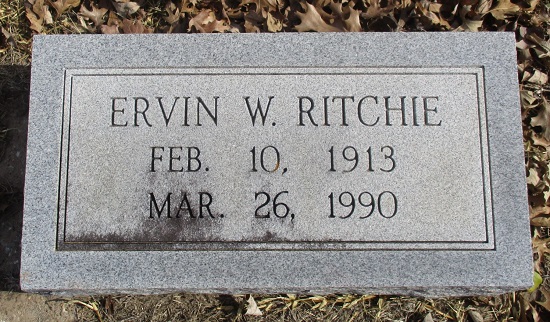 ERVIN W. RITCHIE
FEB. 10, 1913
MAR. 26, 1990